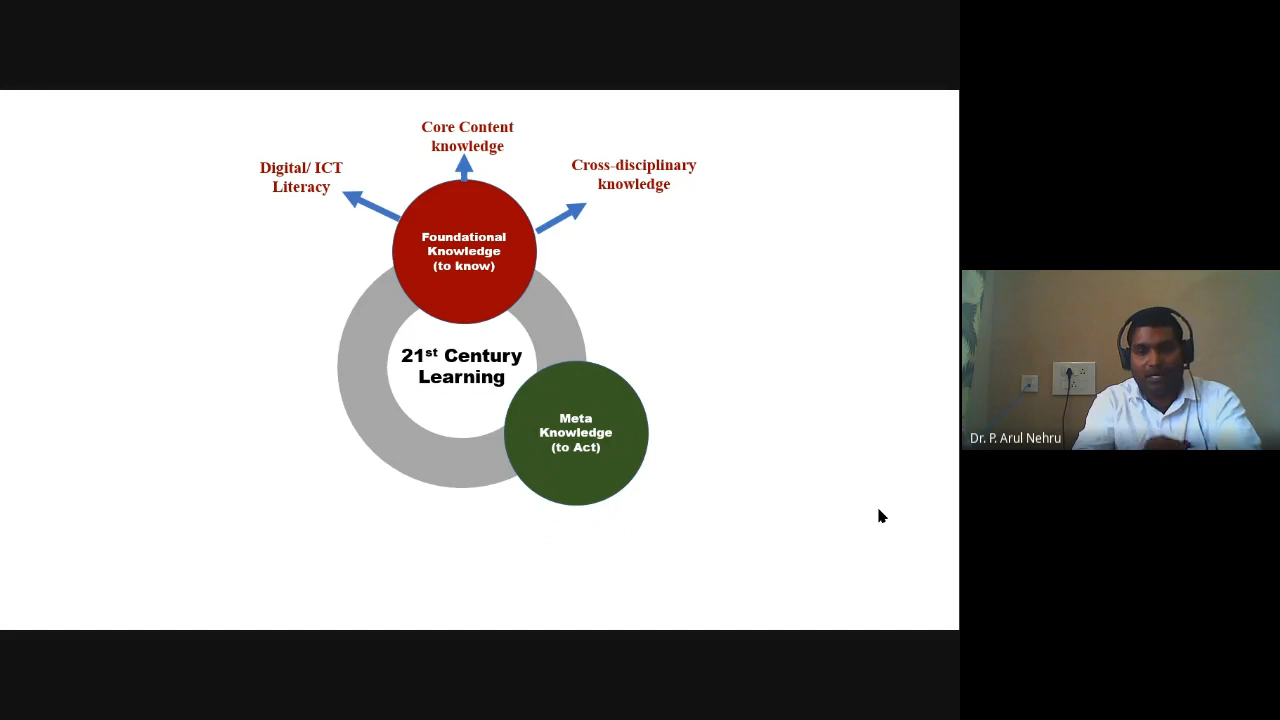 Core Content
knowledge
Digital/ ICT
Literacy
Cross-disciplinary
knowledge
Foundational
Knowledge
(to know)
21st Century
Learning
Meta
Knowledge
(to Act)
Dr. P. Arul Nehru